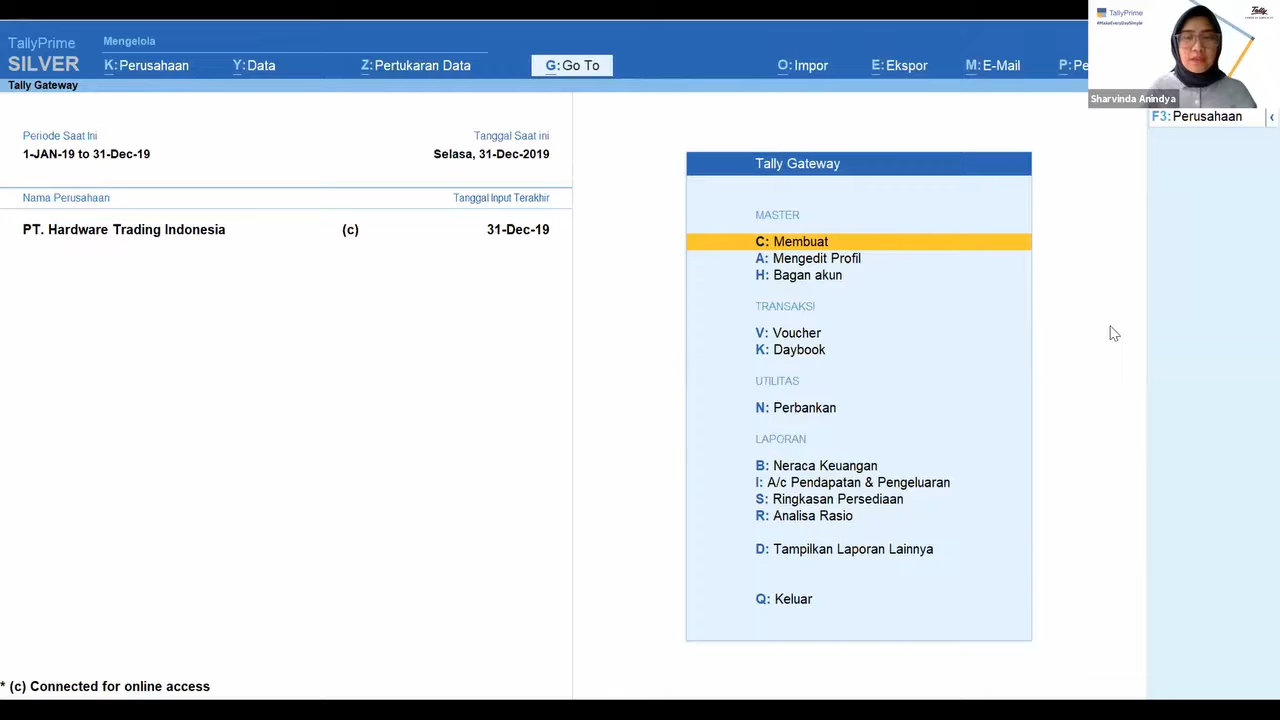 TallyPrime
SILVER
Mengelola
K: Perusahaan
Y: Data
Z: Pertukaran Data
G: Go To
O: Impor
E: Ekspor
M: E-Mail
P: Pe
TallyPrime
#MakeEverydaySimple
Tally
Sharvinda Anindya
F3: Perusahaan
Tally Gateway
Periode Saat Ini
Tanggal Saat ini
1-JAN-19 to 31-Dec-19
Selasa, 31-Dec-2019
Nama Perusahaan
Tanggal Input Terakhir
PT. Hardware Trading Indonesia (c) 31-Dec-19
Tally Gateway
MASTER
C: Membuat
A: Mengedit Profil
H: Bagan akun
TRANSAKSI
V: Voucher
K: Daybook
UTILITAS
N: Perbankan
LAPORAN
B: Neraca Keuangan
I: A/c Pendapatan & Pengeluaran
S: Ringkasan Persediaan
R: Analisa Rasio
D: Tampilkan Laporan Lainnya
Q: Keluar
* (c) Connected for online access